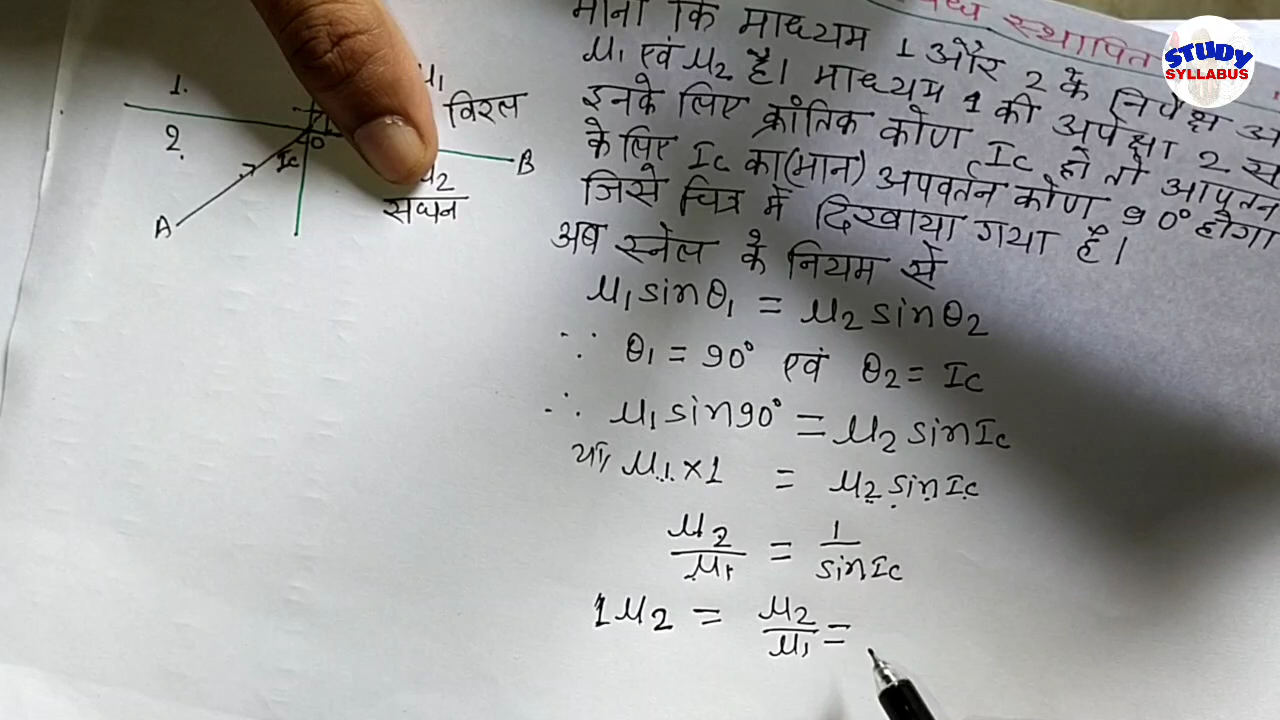 स्थापित
STUDY
SYLLABUS
माना कि माध्यम 1 और 2 के निर्पेक्ष अ
μ1 एवं μ2 है। माध्यम 1 की अपेक्षा 2 स
इनके लिए क्रांतिक कोण Ic हो तो आपतन
के लिए Ic का(मान) अपवर्तन कोण 90° होगा
जिसे चित्र में दिखाया गया है।
अब स्नेल के नियम से
μ1 sinθ1 = μ2 sinθ2
∵ θ1 = 90° एवं θ2 = Ic
∴ μ1 sin90° = μ2 sinIc
या, μ1 × 1 = μ2 sinIc
μ2/μ1 = 1/sinIc
1μ2 = μ2/μ1 =
1.
μ1
विरल
2.
Ic
O
B
μ2
सघन
A